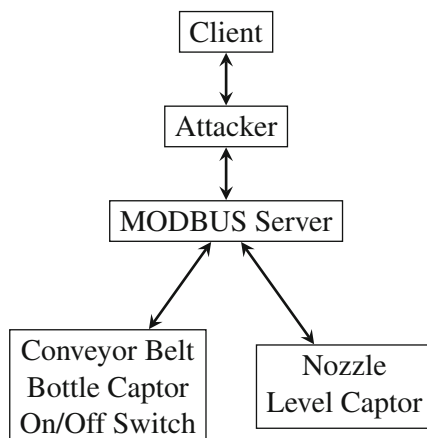 Client
Attacker
MODBUS Server
Conveyor Belt
Bottle Captor
On/Off Switch
Nozzle
Level Captor